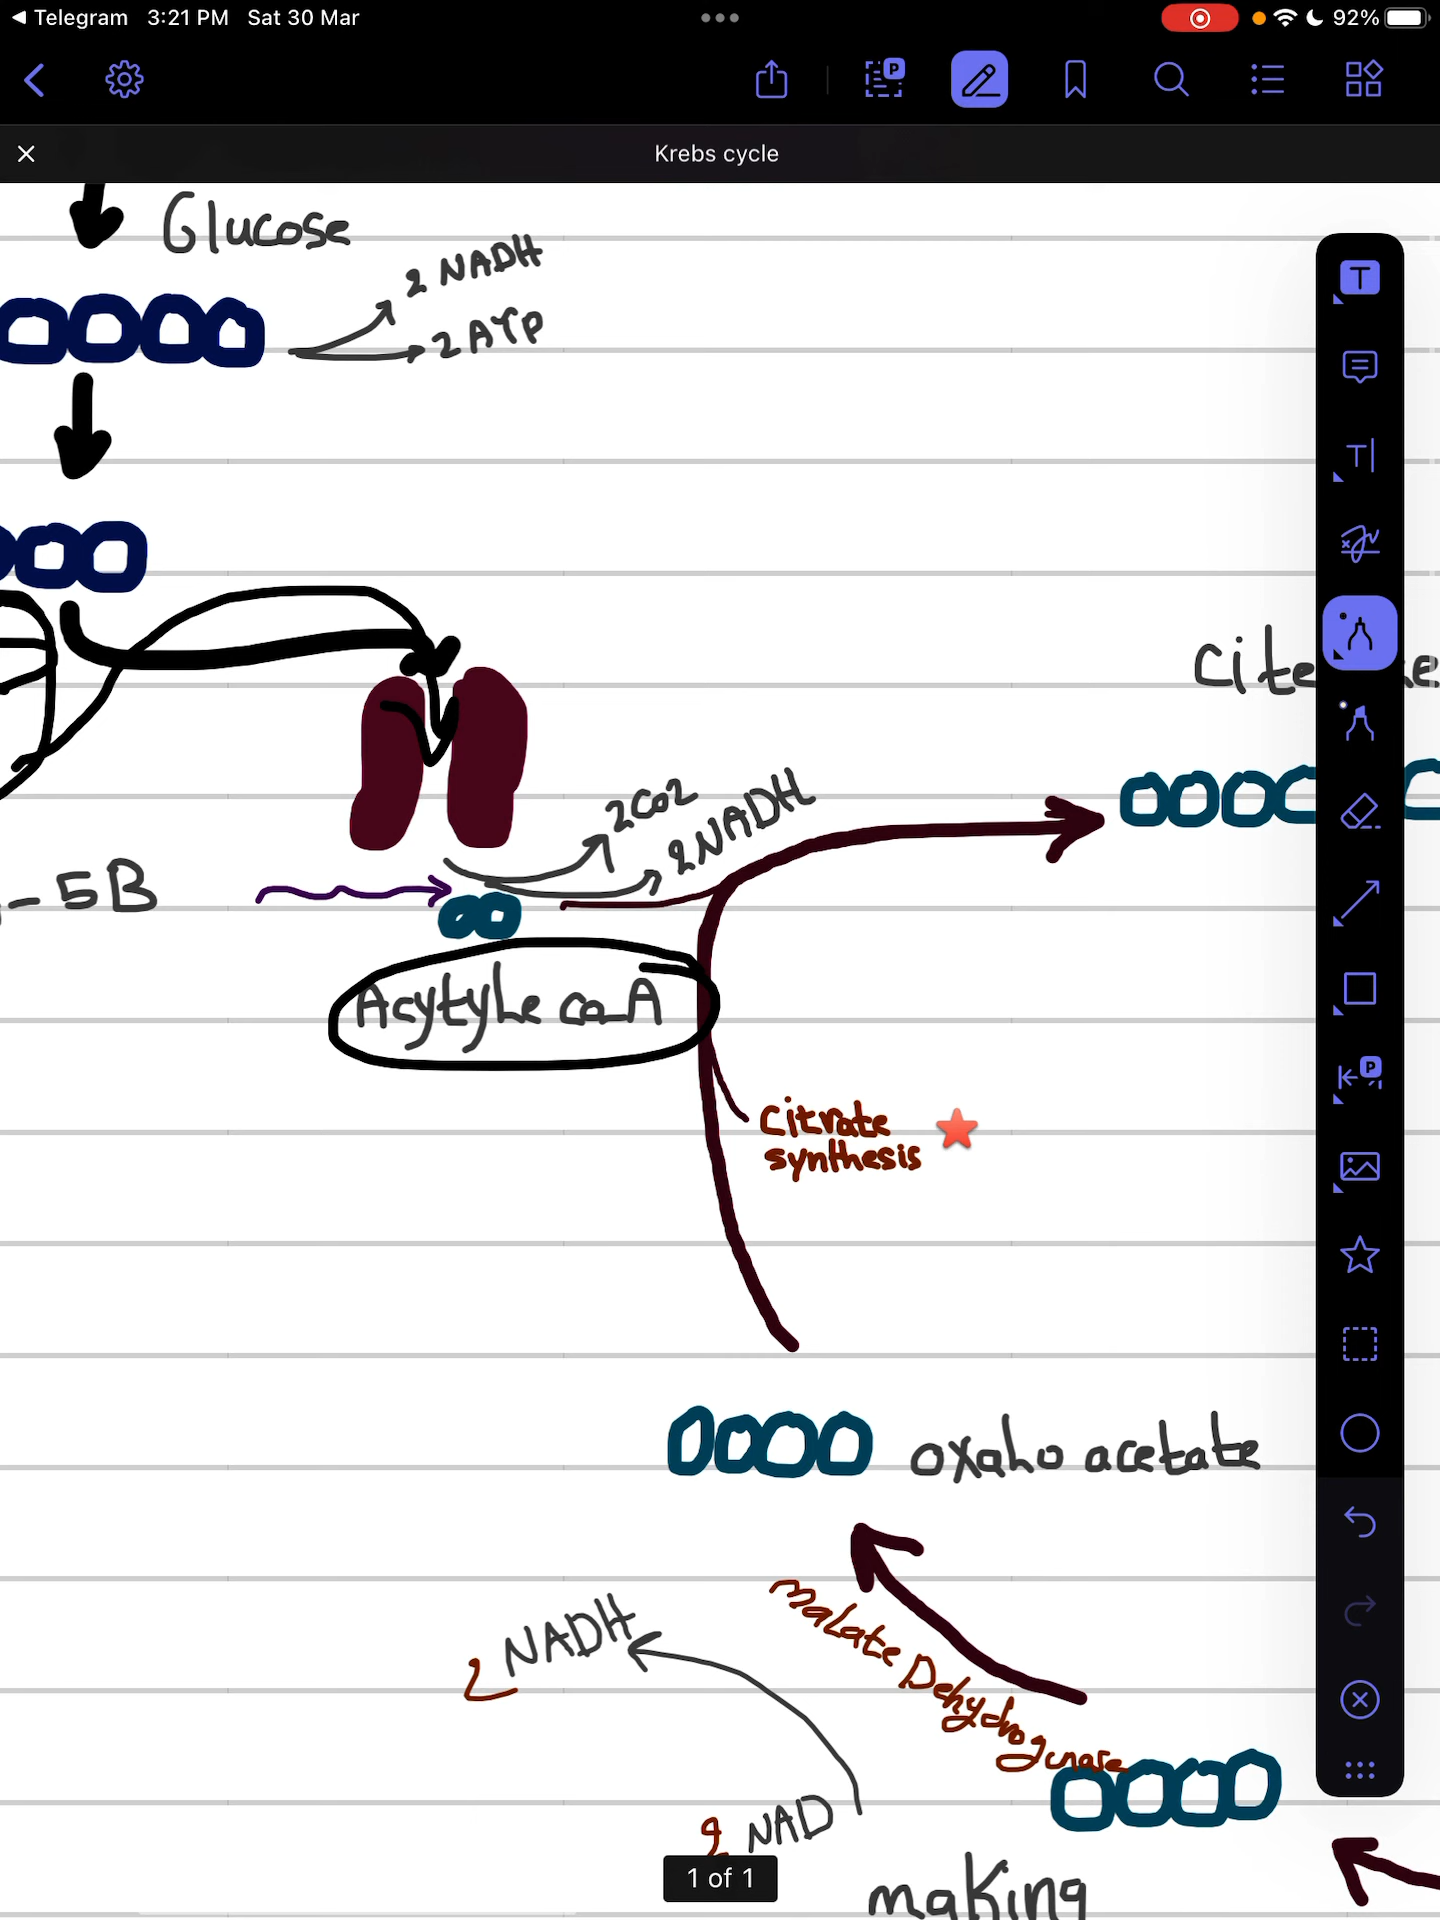 Telegram 3:21 PM Sat 30 Mar
92%
Krebs cycle
Glucose
2 NADH
2 ATP
2Co2
2NADH
- 5B
Acytyle co A
Citrate
synthesis
oxalo acetate
malate Dehydrogenase
2 NADH
2 NAD
making
1 of 1